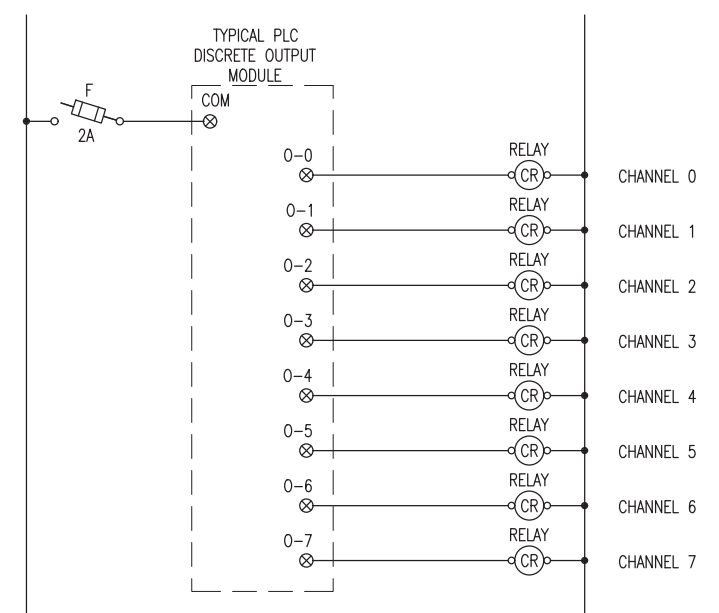 TYPICAL PLC
DISCRETE OUTPUT
MODULE
F
2A
COM
O-0
RELAY
CR
CHANNEL 0
O-1
RELAY
CR
CHANNEL 1
O-2
RELAY
CR
CHANNEL 2
O-3
RELAY
CR
CHANNEL 3
O-4
RELAY
CR
CHANNEL 4
O-5
RELAY
CR
CHANNEL 5
O-6
RELAY
CR
CHANNEL 6
O-7
RELAY
CR
CHANNEL 7